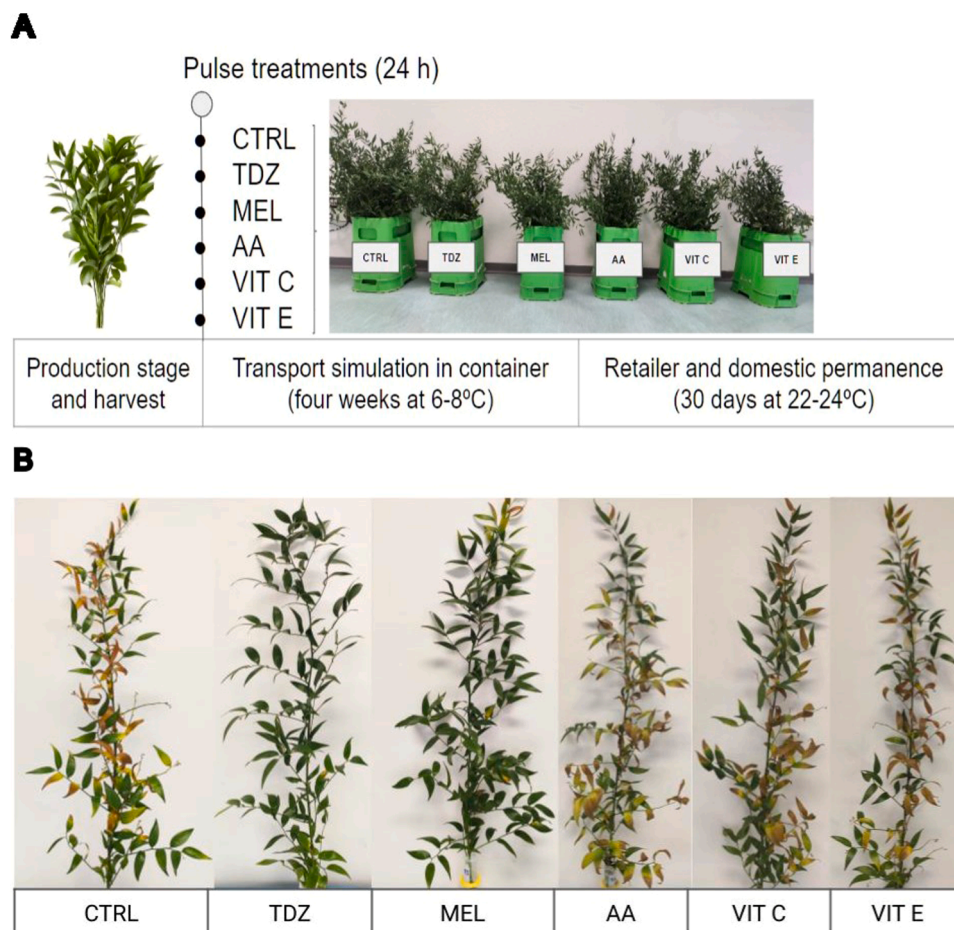 A
Pulse treatments (24 h)
CTRL
TDZ
MEL
AA
VIT C
VIT E
CTRL
TDZ
MEL
AA
VIT C
VIT E
Production stage
and harvest
Transport simulation in container
(four weeks at 6-8ºC)
Retailer and domestic permanence
(30 days at 22-24ºC)
B
CTRL
TDZ
MEL
AA
VIT C
VIT E